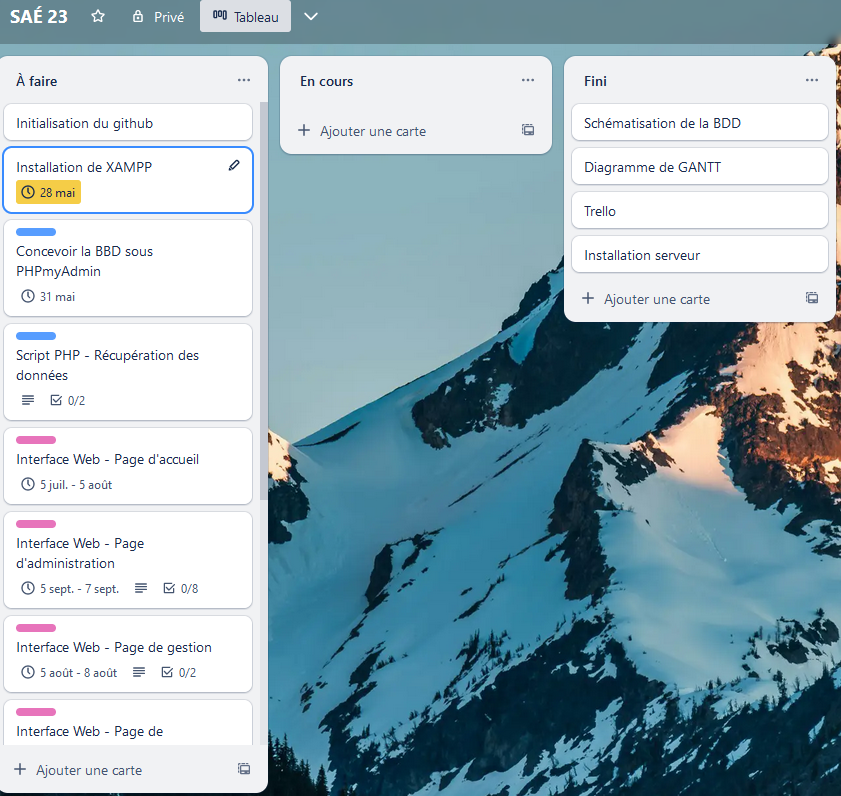 SAÉ 23 Privé Tableau
À faire
Initialisation du github
Installation de XAMPP
28 mai
Concevoir la BBD sous
PHPmyAdmin
31 mai
Script PHP - Récupération des
données
0/2
Interface Web - Page d'accueil
5 juil. - 5 août
Interface Web - Page
d'administration
5 sept. - 7 sept. 0/8
Interface Web - Page de gestion
5 août - 8 août 0/2
Interface Web - Page de
Ajouter une carte
En cours
Ajouter une carte
Fini
Schématisation de la BDD
Diagramme de GANTT
Trello
Installation serveur
Ajouter une carte